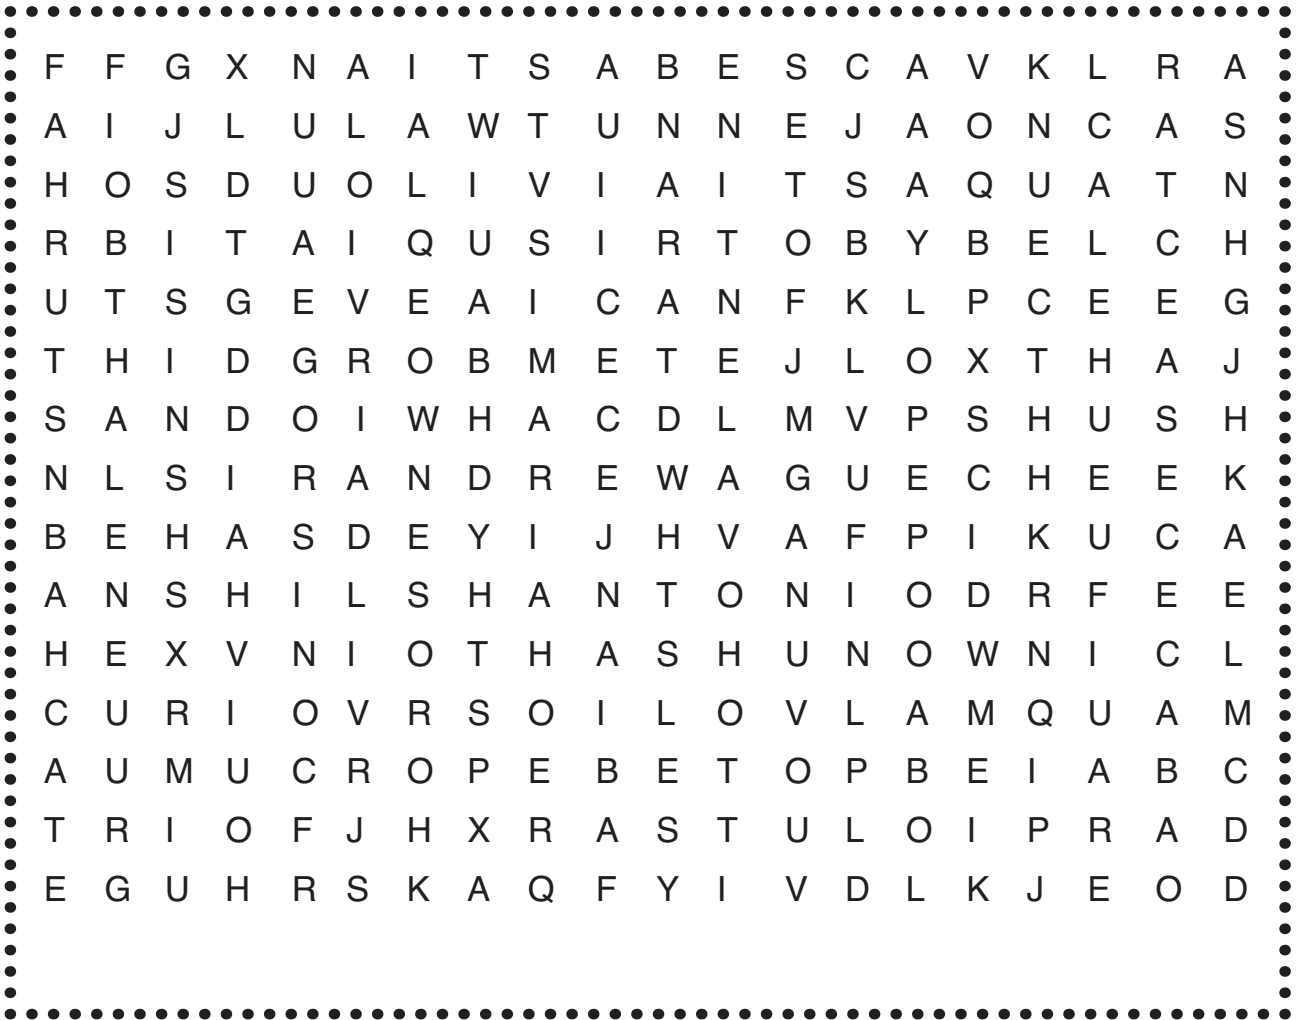 F F G X N A I T S A B E S C A V K L R A
A I J L U L A W T U N N E J A O N C A S
H O S D U O L I V I A I T S A Q U A T N
R B I T A I Q U S I R T O B Y B E L C H
U T S G E V E A I C A N F K L P C E E G
T H I D G R O B M E T E J L O X T H A J
S A N D O I W H A C D L M V P S H U S H
N L S I R A N D R E W A G U E C H E E K
B E H A S D E Y I J H V A F P I K U C A
A N S H I L S H A N T O N I O D R F E E
H E X V N I O T H A S H U N O W N I C L
C U R I O V R S O I L O V L A M Q U A M
A U M U C R O P E B E T O P B E I A B C
T R I O F J H X R A S T U L O I P R A D
E G U H R S K A Q F Y I V D L K J E O D